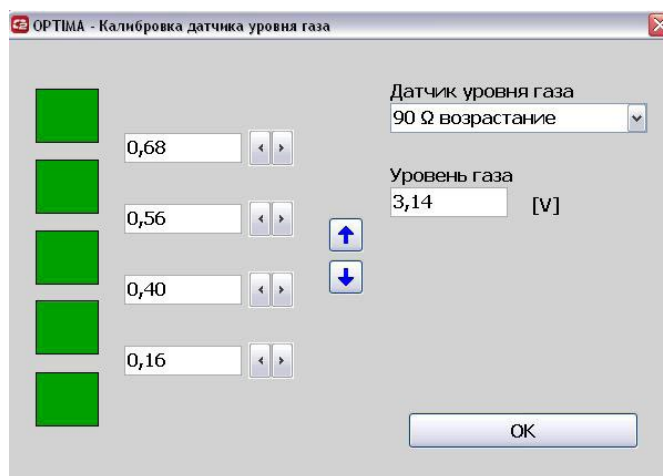 OPTIMA - Калибровка датчика уровня газа
Датчик уровня газа
90 Ω возрастание
0,68
Уровень газа
3,14 [V]
0,56
0,40
0,16
OK